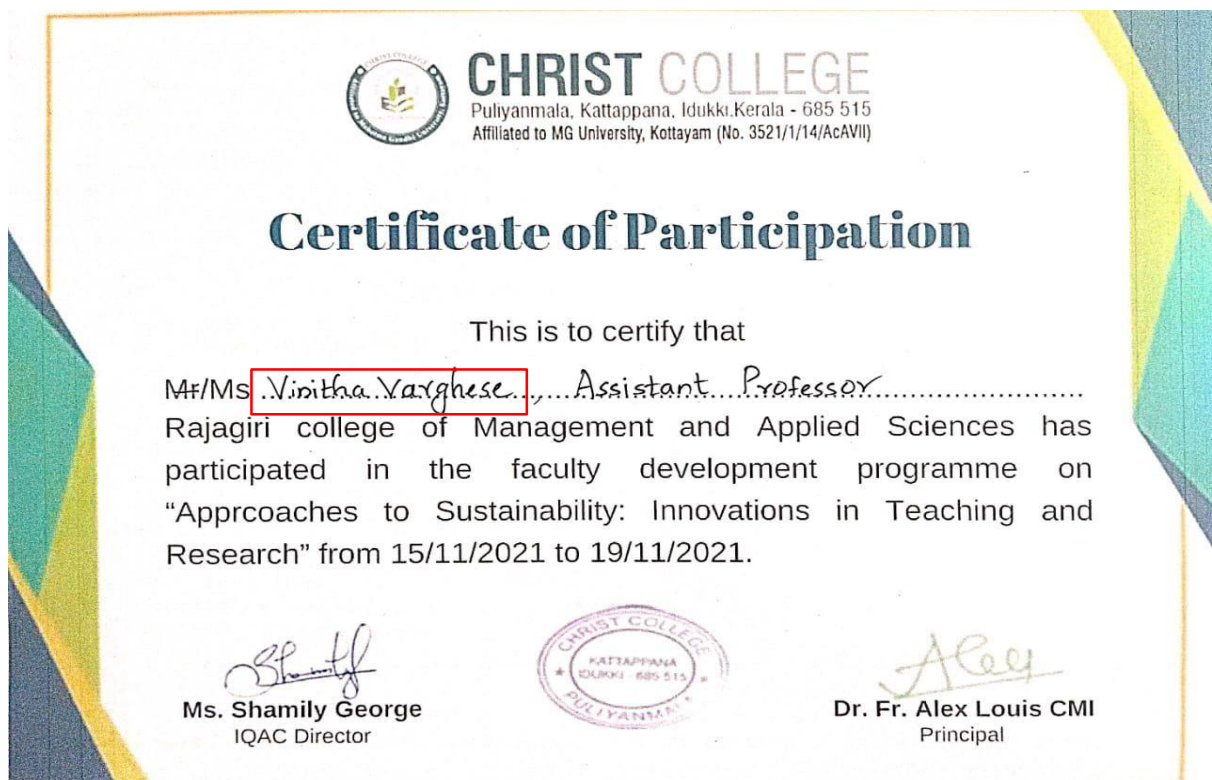 CHRIST COLLEGE
Puliyanmala, Kattappana, Idukki,Kerala - 685 515
Affiliated to MG University, Kottayam (No. 3521/1/14/AcAVII)
Certificate of Participation
This is to certify that
Mr/Ms Vinitha Varghese, Assistant Professor
Rajagiri college of Management and Applied Sciences has
participated in the faculty development programme on
“Apprcoaches to Sustainability: Innovations in Teaching and
Research” from 15/11/2021 to 19/11/2021.
CHRIST COLLEGE
KATTAPPANA
IDUKKI - 685 515
PULIYANMALA
Ms. Shamily George
IQAC Director
Alex
Dr. Fr. Alex Louis CMI
Principal